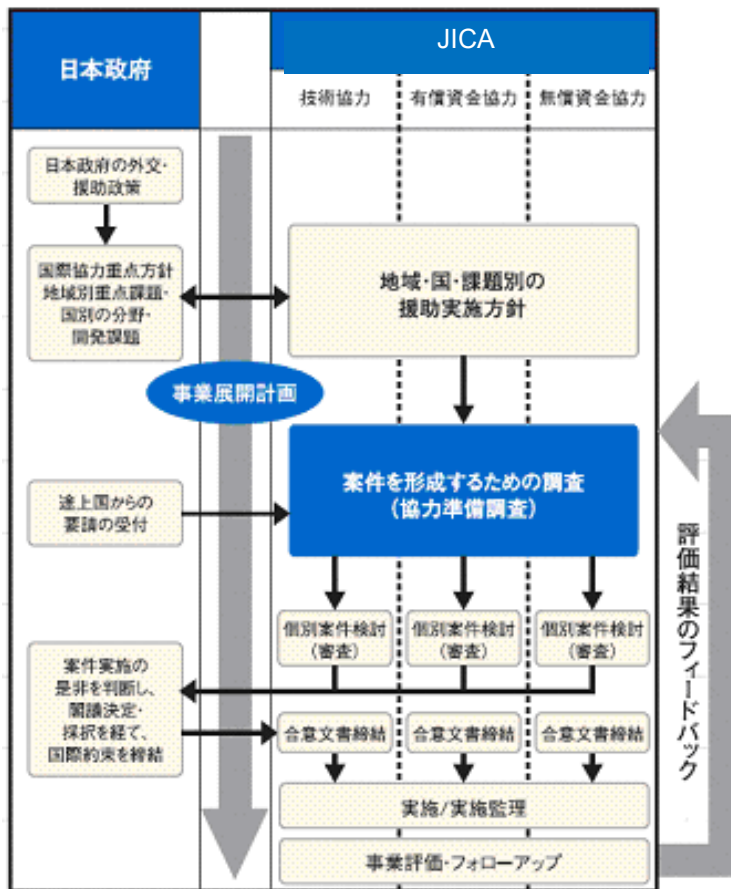 日本政府
JICA
技術協力
有償資金協力
無償資金協力
日本政府の外交・
援助政策
国際協力重点方針
地域別重点課題・
国別の分野・
開発課題
地域・国・課題別の
援助実施方針
事業展開計画
途上国からの
要請の受付
案件を形成するための調査
(協力準備調査)
個別案件検討
(審査)
個別案件検討
(審査)
個別案件検討
(審査)
案件実施の
是非を判断し、
閣議決定・
採択を経て、
国際約束を締結
合意文書締結
合意文書締結
合意文書締結
実施/実施監理
事業評価・フォローアップ
評価結果のフィードバック